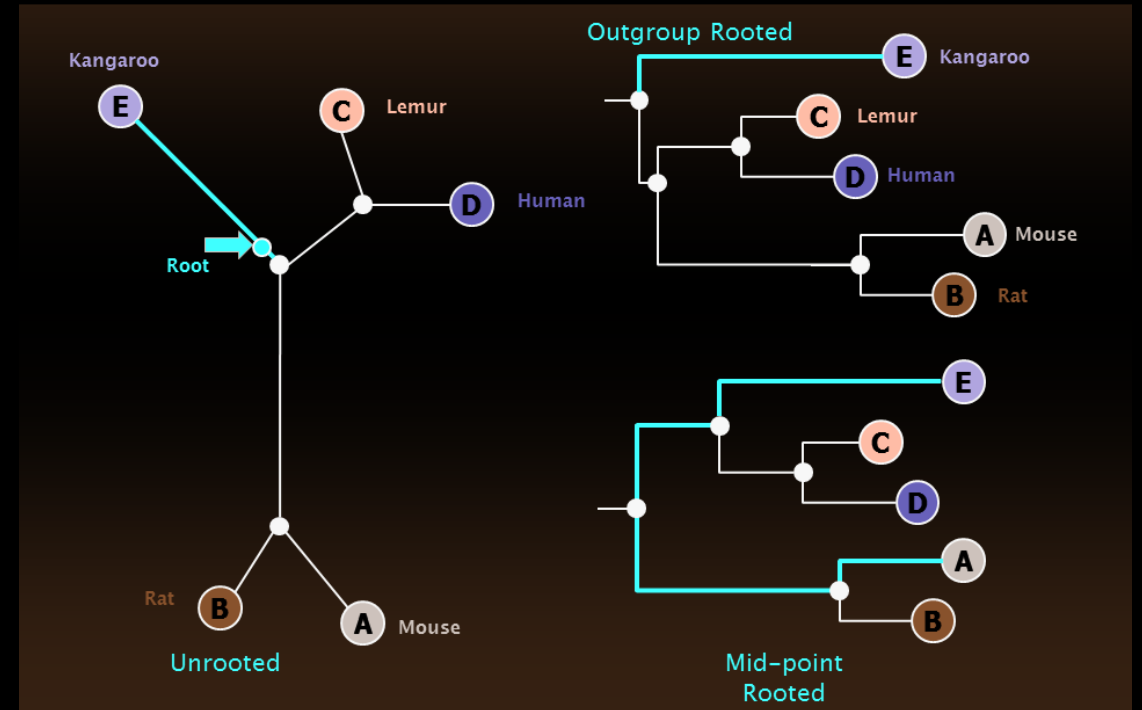 Kangaroo
E
C
Lemur
D
Human
Root
Rat
B
A
Mouse
Unrooted
Outgroup Rooted
E
Kangaroo
C
Lemur
D
Human
A
Mouse
B
Rat
E
C
D
A
B
Mid-point
Rooted